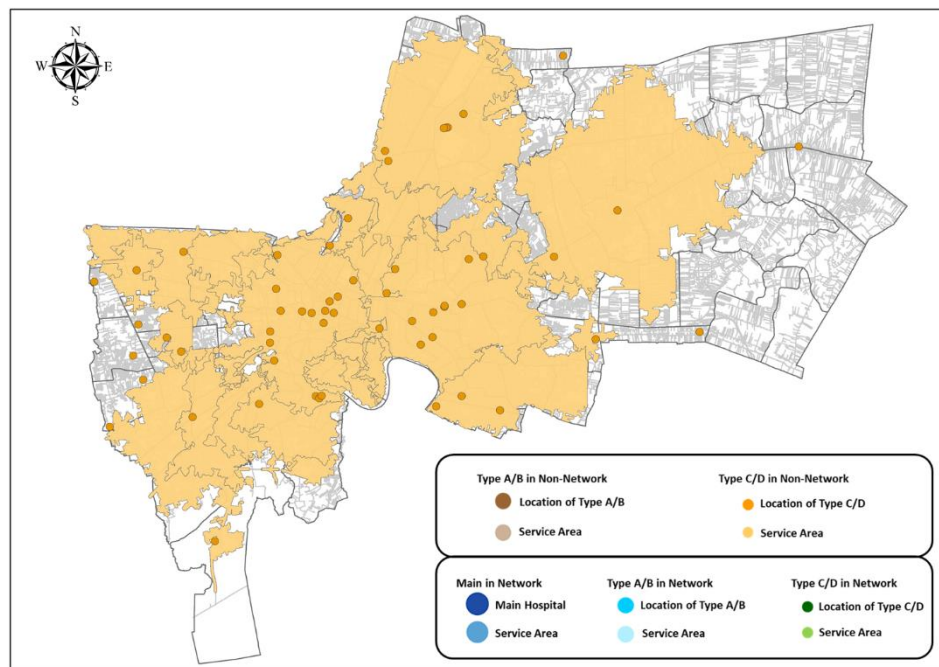 N
W E
S
Type A/B in Non-Network
Location of Type A/B
Service Area
Type C/D in Non-Network
Location of Type C/D
Service Area
Main in Network
Main Hospital
Service Area
Type A/B in Network
Location of Type A/B
Service Area
Type C/D in Network
Location of Type C/D
Service Area